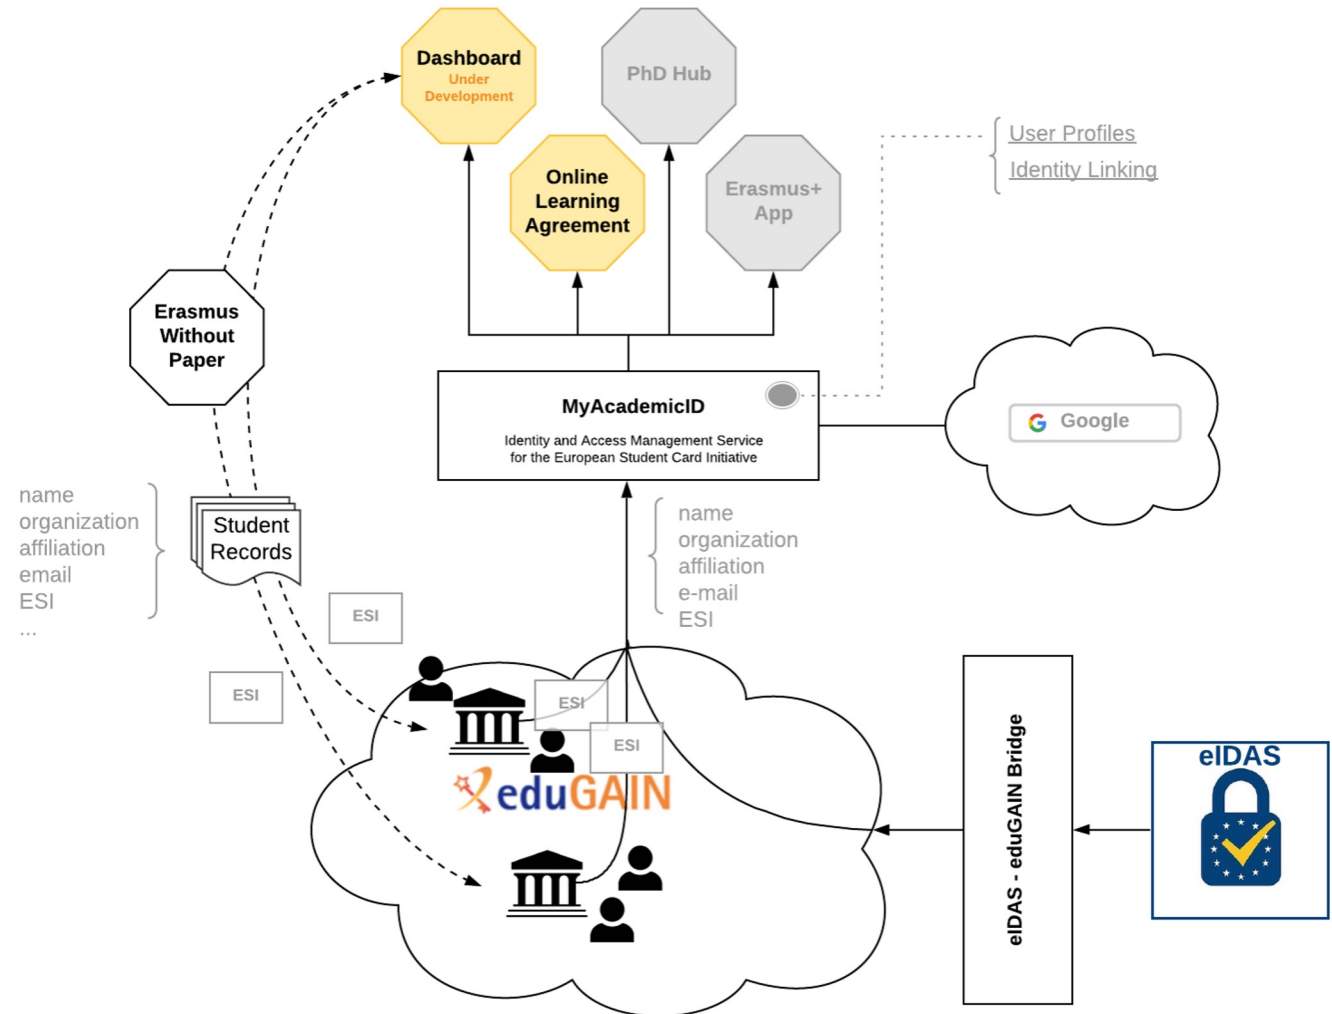 Dashboard
Under
Development
PhD Hub
Online
Learning
Agreement
Erasmus+
App
User Profiles
Identity Linking
Erasmus
Without
Paper
MyAcademicID
Identity and Access Management Service
for the European Student Card Initiative
Google
name
organization
affiliation
email
ESI
...
Student
Records
name
organization
affiliation
e-mail
ESI
ESI
ESI
ESI
ESI
eduGAIN
eIDAS - eduGAIN Bridge
eIDAS